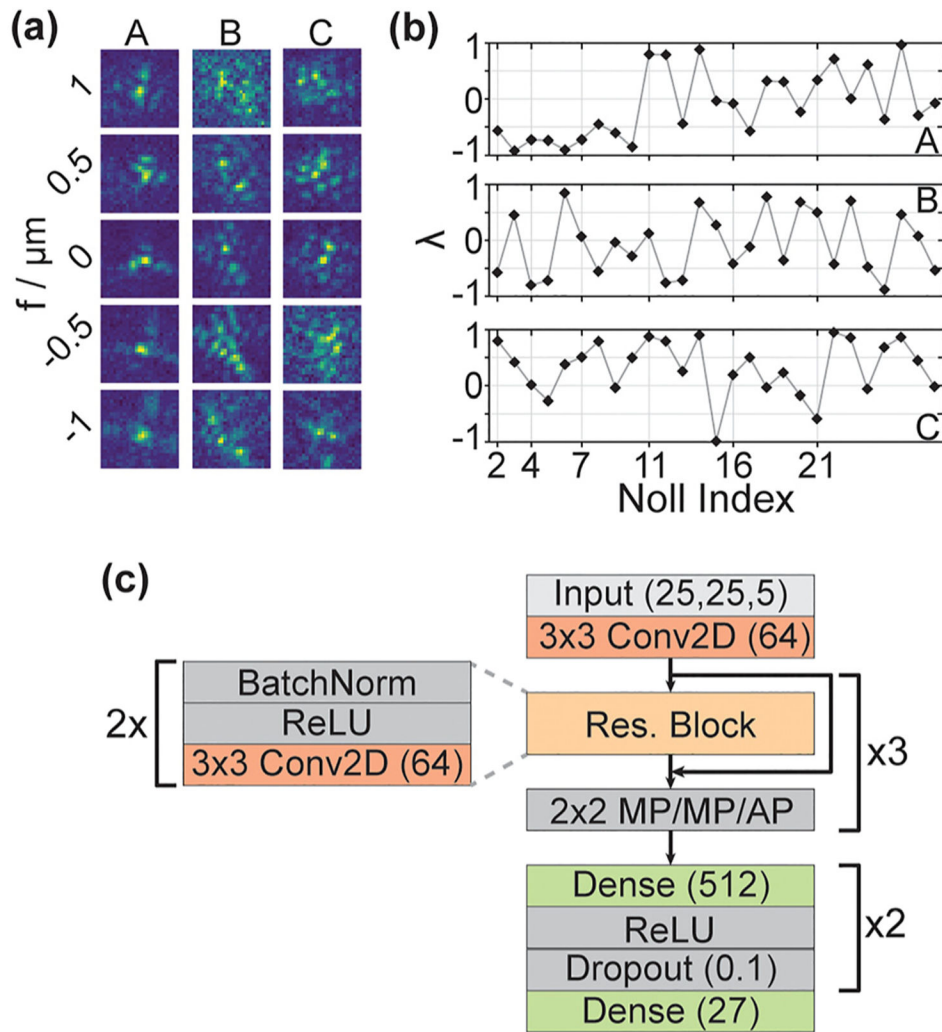 (a)
A B C
f / μm
1
0.5
0
-0.5
-1
(b)
λ
1
0
-1
A
1
0
-1
B
1
0
-1
C
2 4 7 11 16 21
Noll Index
(c)
Input (25,25,5)
3x3 Conv2D (64)
2x
BatchNorm
ReLU
3x3 Conv2D (64)
Res. Block
x3
2x2 MP/MP/AP
Dense (512)
ReLU
x2
Dropout (0.1)
Dense (27)